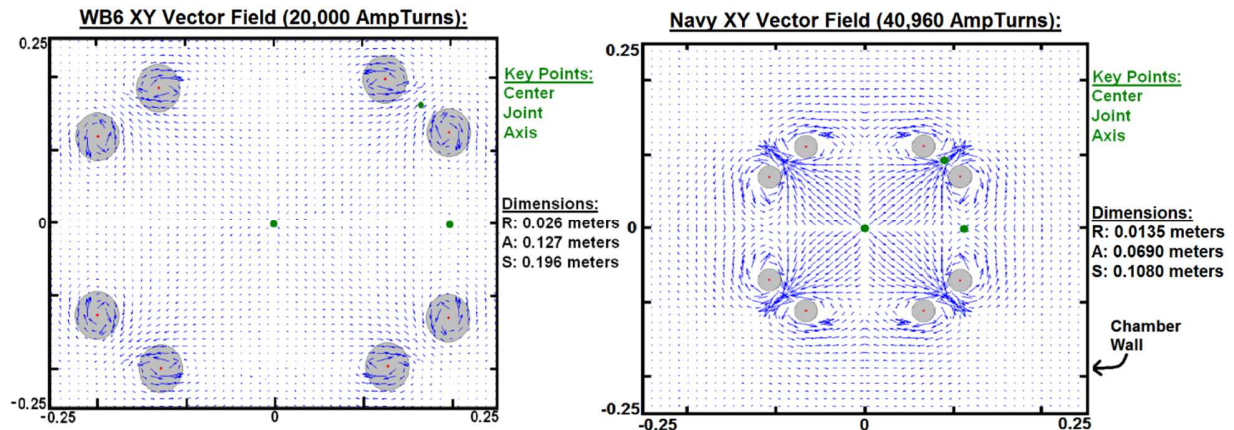 WB6 XY Vector Field (20,000 AmpTurns):
0.25
0
-0.25
-0.25
0
0.25
Key Points:
Center
Joint
Axis
Dimensions:
R: 0.026 meters
A: 0.127 meters
S: 0.196 meters
Navy XY Vector Field (40,960 AmpTurns):
0.25
0
-0.25
-0.25
0
0.25
Key Points:
Center
Joint
Axis
Dimensions:
R: 0.0135 meters
A: 0.0690 meters
S: 0.1080 meters
Chamber
Wall